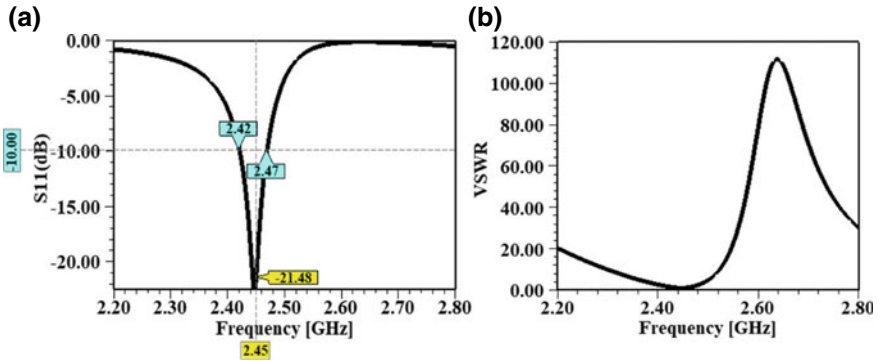 (a)
0.00
-5.00
-10.00
-15.00
-20.00
S11(dB)
-10.00
2.42
2.47
-21.48
2.20 2.30 2.40 2.50 2.60 2.70 2.80
Frequency [GHz]
2.45
(b)
120.00
100.00
80.00
60.00
40.00
20.00
0.00
VSWR
2.20 2.40 2.60 2.80
Frequency [GHz]